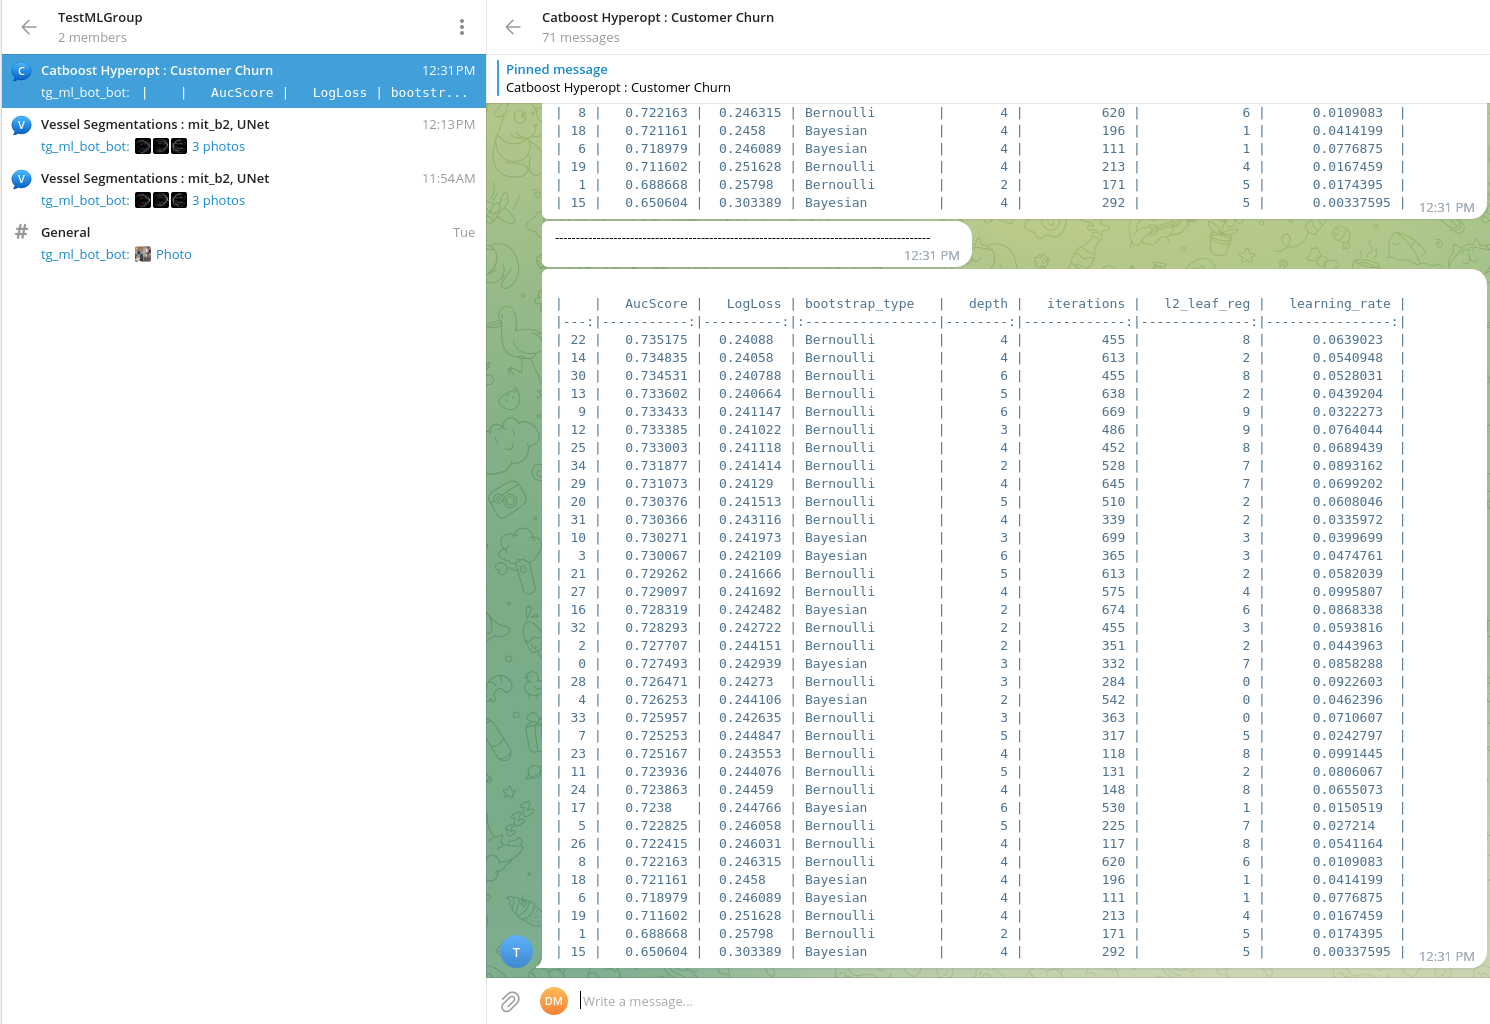 TestMLGroup
2 members
Catboost Hyperopt : Customer Churn 12:31 PM
C
tg_ml_bot_bot: |    |   AucScore |   LogLoss | bootstr...
Vessel Segmentations : mit_b2, UNet 12:13 PM
V
tg_ml_bot_bot: 3 photos
Vessel Segmentations : mit_b2, UNet 11:54 AM
V
tg_ml_bot_bot: 3 photos
# General Tue
tg_ml_bot_bot: Photo
Catboost Hyperopt : Customer Churn
71 messages
Pinned message
Catboost Hyperopt : Customer Churn
|  8 |   0.722163 |  0.246315 | Bernoulli        |       4 |          620 |             6 |      0.0109083  |
| 18 |   0.721161 |  0.2458   | Bayesian         |       4 |          196 |             1 |      0.0414199  |
|  6 |   0.718979 |  0.246089 | Bayesian         |       4 |          111 |             1 |      0.0776875  |
| 19 |   0.711602 |  0.251628 | Bernoulli        |       4 |          213 |             4 |      0.0167459  |
|  1 |   0.688668 |  0.25798  | Bernoulli        |       2 |          171 |             5 |      0.0174395  |
| 15 |   0.650604 |  0.303389 | Bayesian         |       4 |          292 |             5 |      0.00337595 |
12:31 PM
------------------------------------------------------------------------------------------
12:31 PM
|    |   AucScore |   LogLoss | bootstrap_type   |   depth |   iterations |   l2_leaf_reg |   learning_rate |
|---:|-----------:|----------:|:-----------------|--------:|-------------:|--------------:|----------------:|
| 22 |   0.735175 |  0.24088  | Bernoulli        |       4 |          455 |             8 |      0.0639023  |
| 14 |   0.734835 |  0.24058  | Bernoulli        |       4 |          613 |             2 |      0.0540948  |
| 30 |   0.734531 |  0.240788 | Bernoulli        |       6 |          455 |             8 |      0.0528031  |
| 13 |   0.733602 |  0.240664 | Bernoulli        |       5 |          638 |             2 |      0.0439204  |
|  9 |   0.733433 |  0.241147 | Bernoulli        |       6 |          669 |             9 |      0.0322273  |
| 12 |   0.733385 |  0.241022 | Bernoulli        |       3 |          486 |             9 |      0.0764044  |
| 25 |   0.733003 |  0.241118 | Bernoulli        |       4 |          452 |             8 |      0.0689439  |
| 34 |   0.731877 |  0.241414 | Bernoulli        |       2 |          528 |             7 |      0.0893162  |
| 29 |   0.731073 |  0.24129  | Bernoulli        |       4 |          645 |             7 |      0.0699202  |
| 20 |   0.730376 |  0.241513 | Bernoulli        |       5 |          510 |             2 |      0.0608046  |
| 31 |   0.730366 |  0.243116 | Bernoulli        |       4 |          339 |             2 |      0.0335972  |
| 10 |   0.730271 |  0.241973 | Bayesian         |       3 |          699 |             3 |      0.0399699  |
|  3 |   0.730067 |  0.242109 | Bayesian         |       6 |          365 |             3 |      0.0474761  |
| 21 |   0.729262 |  0.241666 | Bernoulli        |       5 |          613 |             2 |      0.0582039  |
| 27 |   0.729097 |  0.241692 | Bernoulli        |       4 |          575 |             4 |      0.0995807  |
| 16 |   0.728319 |  0.242482 | Bayesian         |       2 |          674 |             6 |      0.0868338  |
| 32 |   0.728293 |  0.242722 | Bernoulli        |       2 |          455 |             3 |      0.0593816  |
|  2 |   0.727707 |  0.244151 | Bernoulli        |       2 |          351 |             2 |      0.0443963  |
|  0 |   0.727493 |  0.242939 | Bayesian         |       3 |          332 |             7 |      0.0858288  |
| 28 |   0.726471 |  0.24273  | Bernoulli        |       3 |          284 |             0 |      0.0922603  |
|  4 |   0.726253 |  0.244106 | Bayesian         |       2 |          542 |             0 |      0.0462396  |
| 33 |   0.725957 |  0.242635 | Bernoulli        |       3 |          363 |             0 |      0.0710607  |
|  7 |   0.725253 |  0.244847 | Bernoulli        |       5 |          317 |             5 |      0.0242797  |
| 23 |   0.725167 |  0.243553 | Bernoulli        |       4 |          118 |             8 |      0.0991445  |
| 11 |   0.723936 |  0.244076 | Bernoulli        |       5 |          131 |             2 |      0.0806067  |
| 24 |   0.723863 |  0.24459  | Bernoulli        |       4 |          148 |             8 |      0.0655073  |
| 17 |   0.7238   |  0.244766 | Bayesian         |       6 |          530 |             1 |      0.0150519  |
|  5 |   0.722825 |  0.246058 | Bernoulli        |       5 |          225 |             7 |      0.027214   |
| 26 |   0.722415 |  0.246031 | Bernoulli        |       4 |          117 |             8 |      0.0541164  |
|  8 |   0.722163 |  0.246315 | Bernoulli        |       4 |          620 |             6 |      0.0109083  |
| 18 |   0.721161 |  0.2458   | Bayesian         |       4 |          196 |             1 |      0.0414199  |
|  6 |   0.718979 |  0.246089 | Bayesian         |       4 |          111 |             1 |      0.0776875  |
| 19 |   0.711602 |  0.251628 | Bernoulli        |       4 |          213 |             4 |      0.0167459  |
|  1 |   0.688668 |  0.25798  | Bernoulli        |       2 |          171 |             5 |      0.0174395  |
| 15 |   0.650604 |  0.303389 | Bayesian         |       4 |          292 |             5 |      0.00337595 |
12:31 PM
T
DM
Write a message...